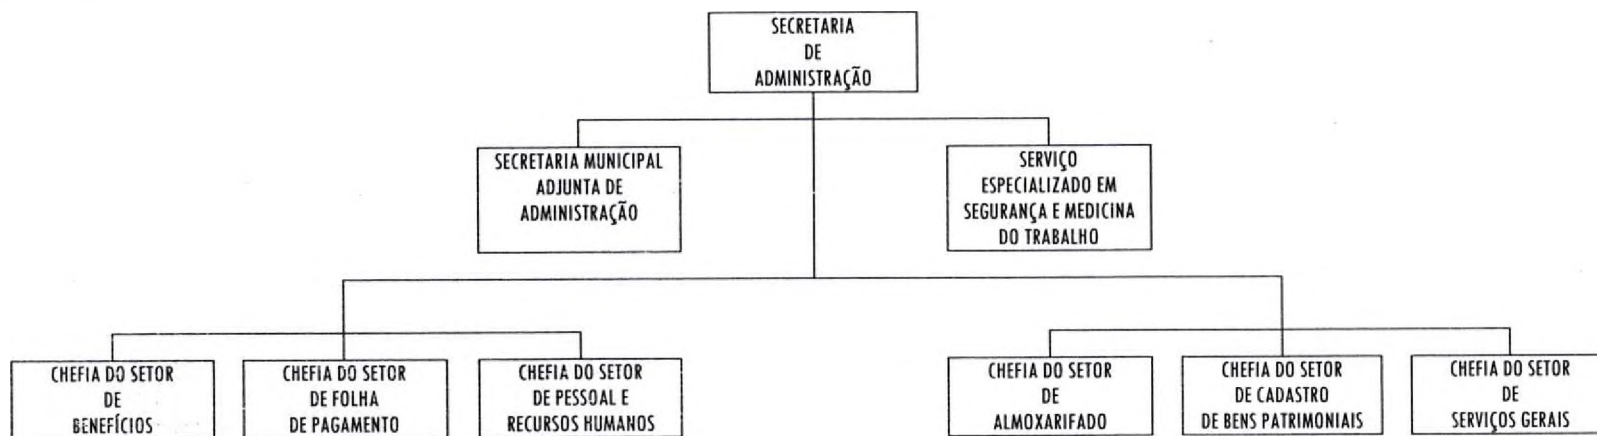 SECRETARIA
DE
ADMINISTRAÇÃO
SECRETARIA MUNICIPAL
ADJUNTA DE
ADMINISTRAÇÃO
SERVIÇO
ESPECIALIZADO EM
SEGURANÇA E MEDICINA
DO TRABALHO
CHEFIA DO SETOR
DE
BENEFÍCIOS
CHEFIA DO SETOR
DE FOLHA
DE PAGAMENTO
CHEFIA DO SETOR
DE PESSOAL E
RECURSOS HUMANOS
CHEFIA DO SETOR
DE
ALMOXARIFADO
CHEFIA DO SETOR
DE CADASTRO
DE BENS PATRIMONIAIS
CHEFIA DO SETOR
DE
SERVIÇOS GERAIS